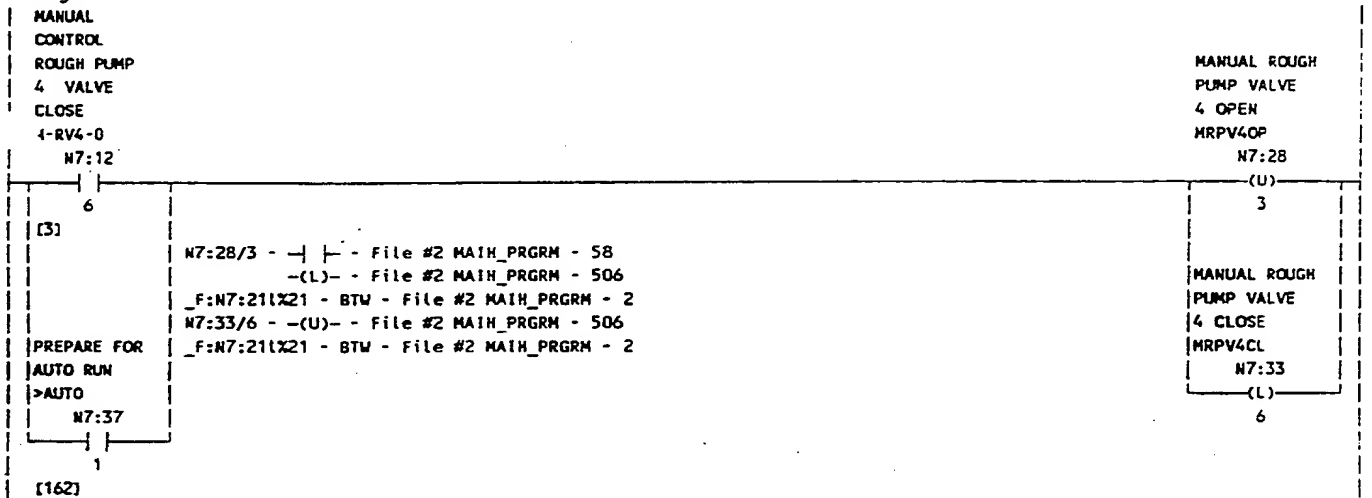 MANUAL
CONTROL
ROUGH PUMP
4 VALVE
CLOSE
4-RV4-0
N7:12
6
[3]
MANUAL ROUGH
PUMP VALVE
4 OPEN
MRPV4OP
N7:28
(U)
3
N7:28/3 - —| |— - File #2 MAIN_PRGRM - 58
—(L)— - File #2 MAIN_PRGRM - 506
_F:N7:21l%21 - BTW - File #2 MAIN_PRGRM - 2
N7:33/6 - —(U)— - File #2 MAIN_PRGRM - 506
_F:N7:21l%21 - BTW - File #2 MAIN_PRGRM - 2
MANUAL ROUGH
PUMP VALVE
4 CLOSE
MRPV4CL
N7:33
(L)
6
PREPARE FOR
AUTO RUN
>AUTO
N7:37
1
[162]